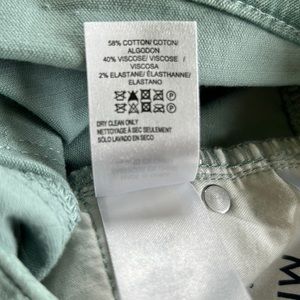 58% COTTON/ COTON/
ALGODON
40% VISCOSE/ VISCOSE /
VISCOSA
2% ELASTANE/ ÉLASTHANNE/
ELASTANO
DRY CLEAN ONLY
NETTOYAGE À SEC SEULEMENT
SÓLO LAVADO EN SECO